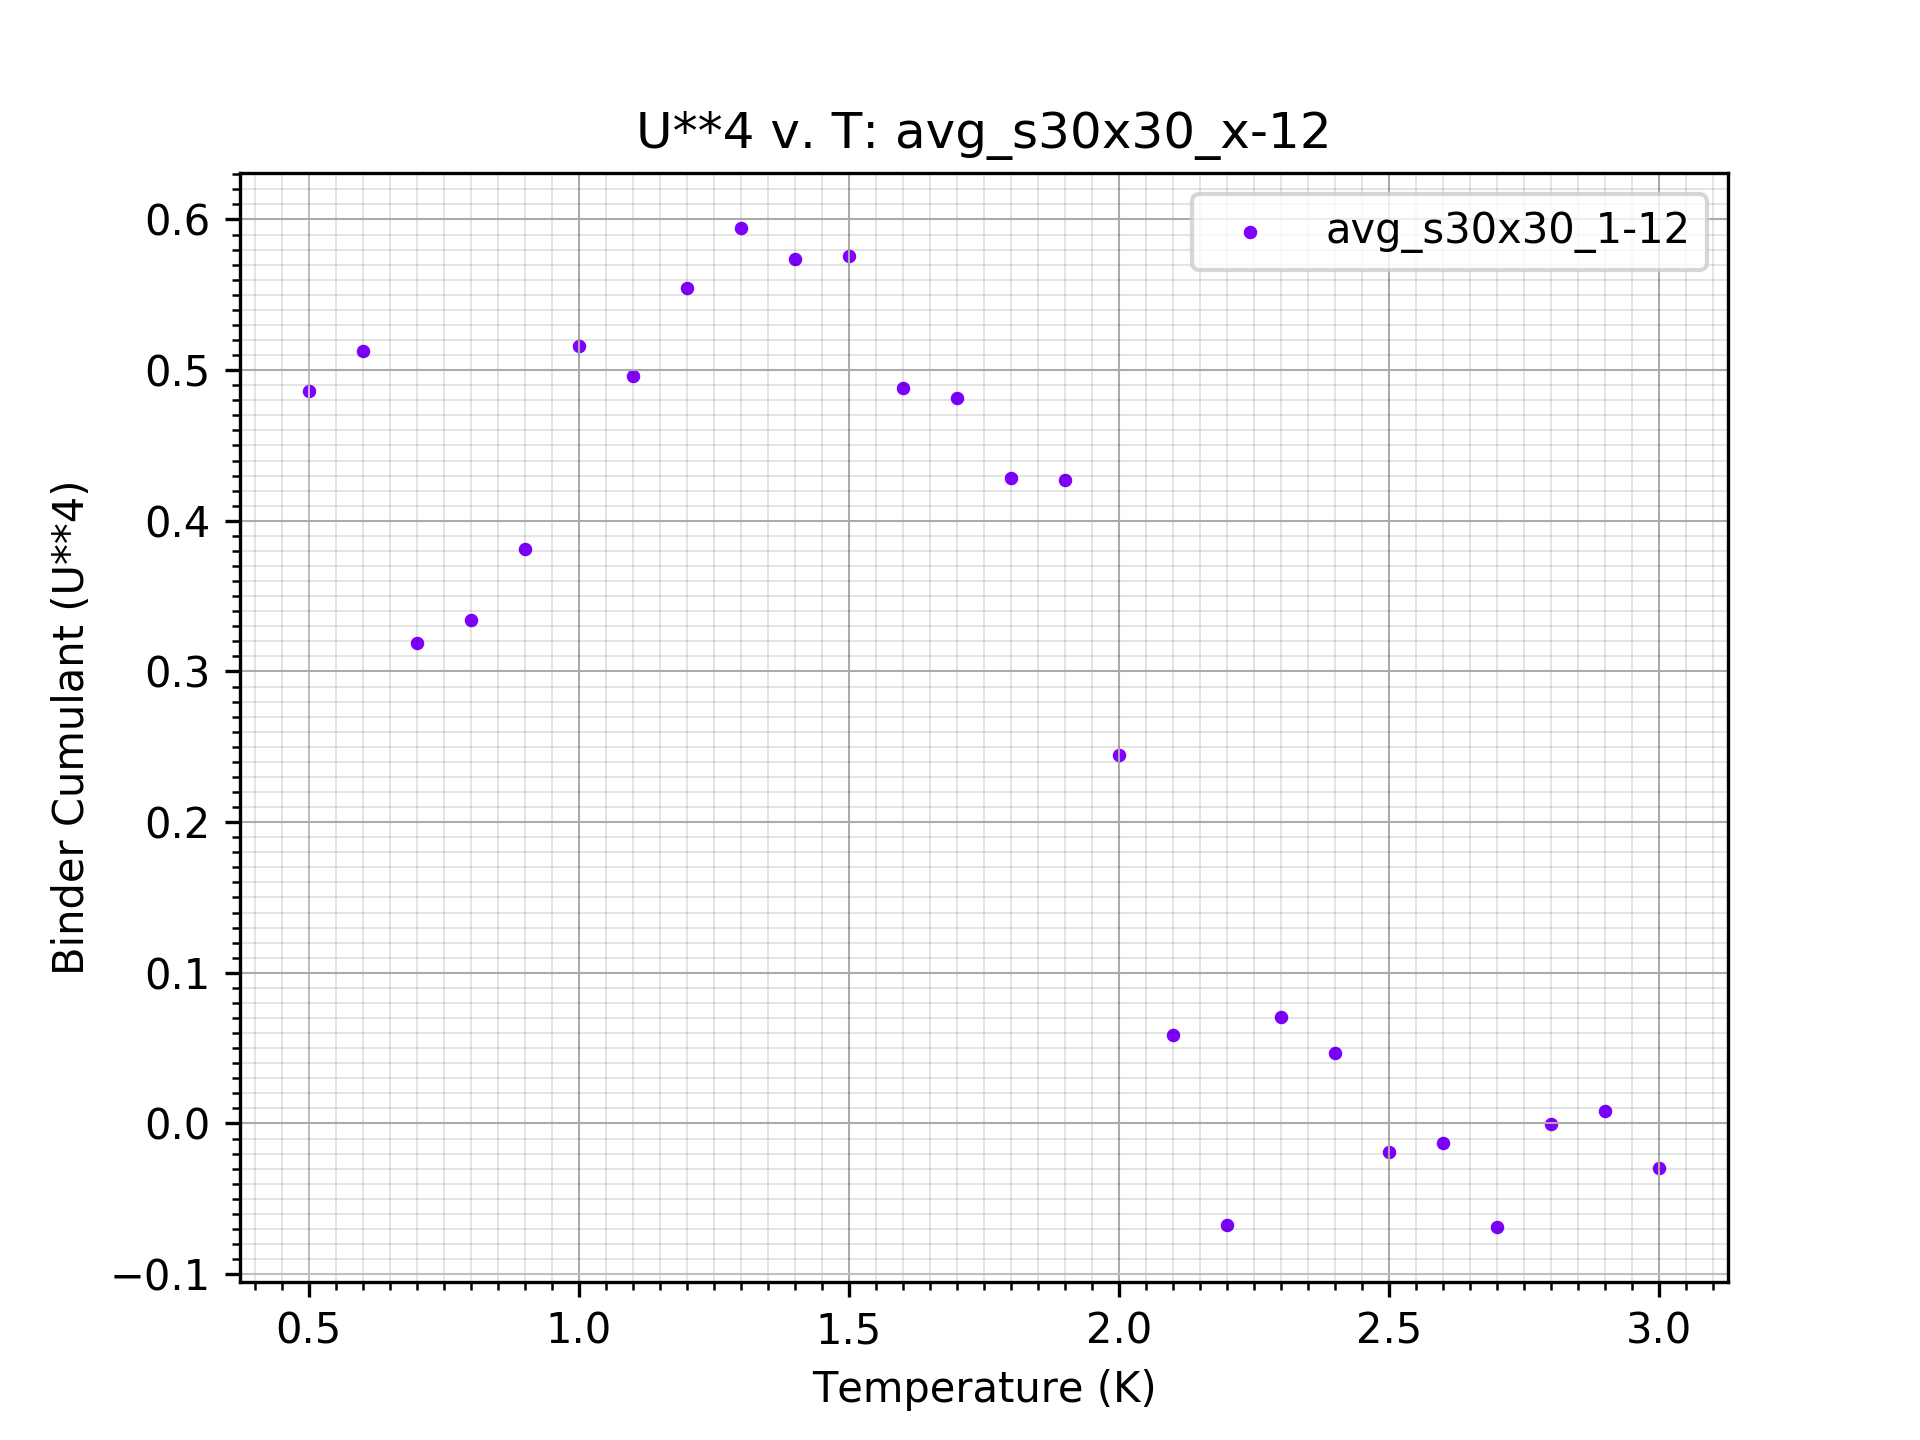 U**4 v. T: avg_s30x30_x-12
avg_s30x30_1-12
Binder Cumulant (U**4)
0.6
0.5
0.4
0.3
0.2
0.1
0.0
−0.1
0.5 1.0 1.5 2.0 2.5 3.0
Temperature (K)